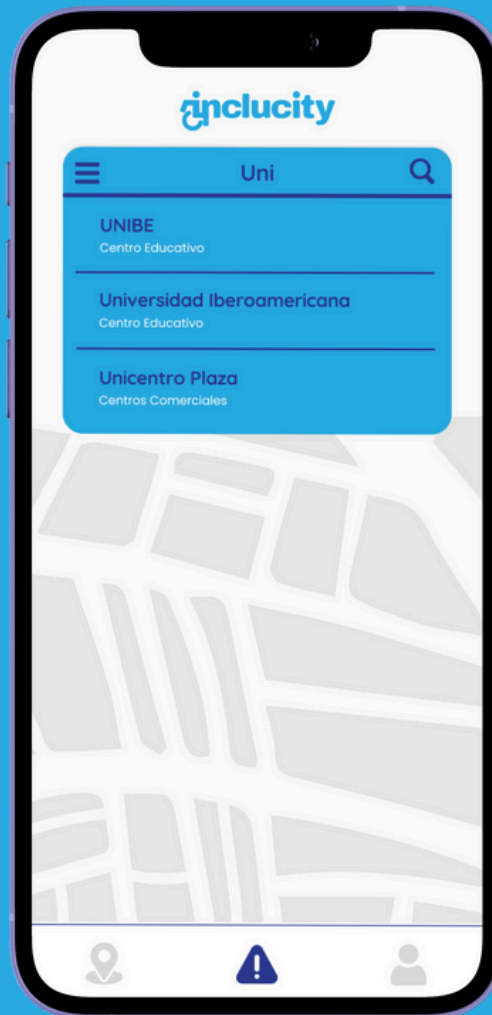 inclucity
Uni
UNIBE
Centro Educativo
Universidad Iberoamericana
Centro Educativo
Unicentro Plaza
Centros Comerciales